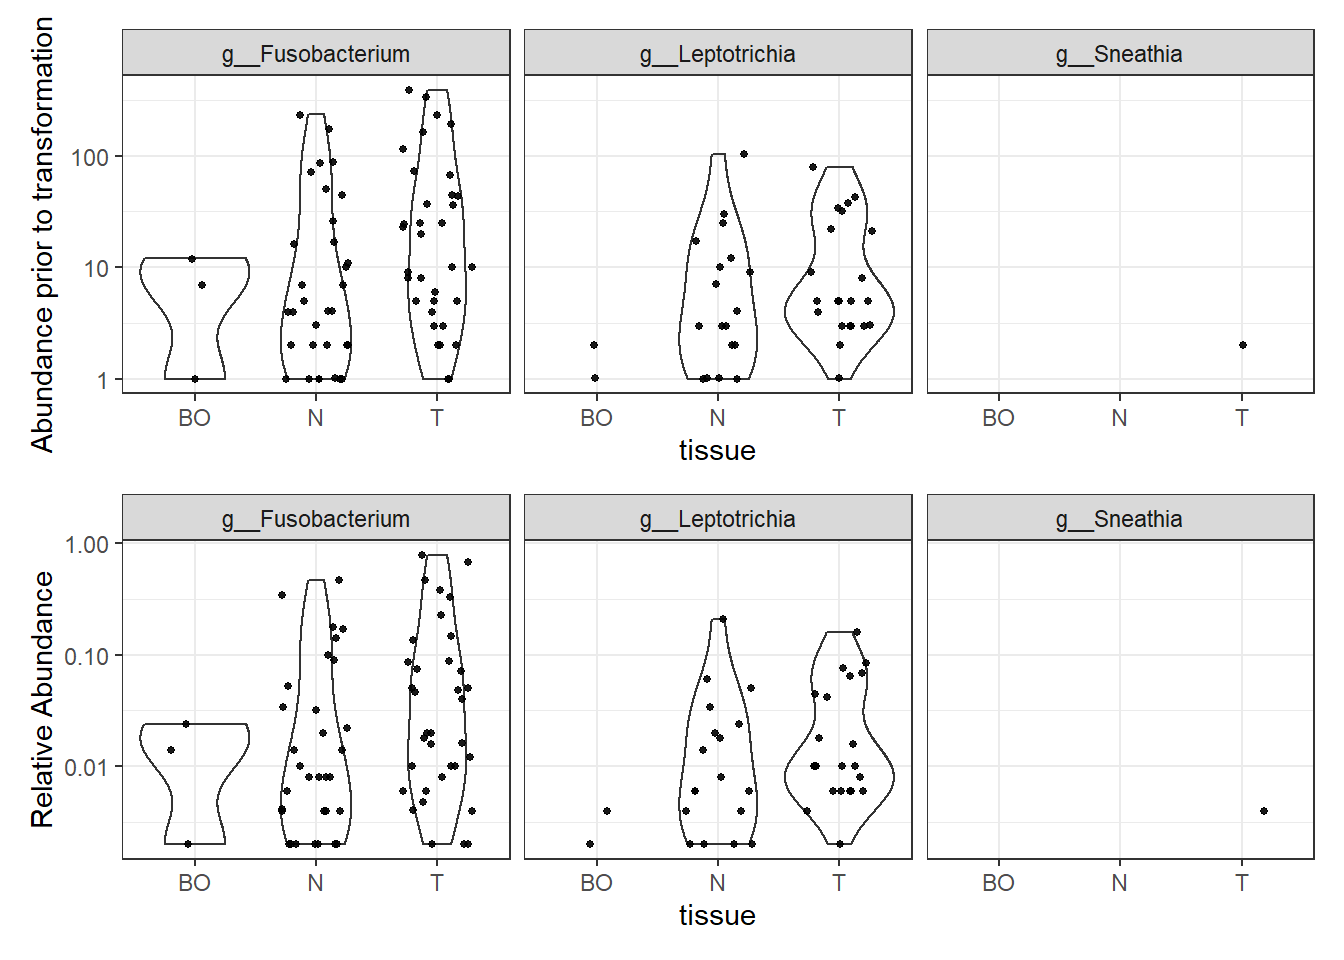 g__Fusobacterium g__Leptotrichia g__Sneathia
Abundance prior to transformation
100
10
1
BO N T BO N T BO N T
tissue
g__Fusobacterium g__Leptotrichia g__Sneathia
Relative Abundance
1.00
0.10
0.01
BO N T BO N T BO N T
tissue